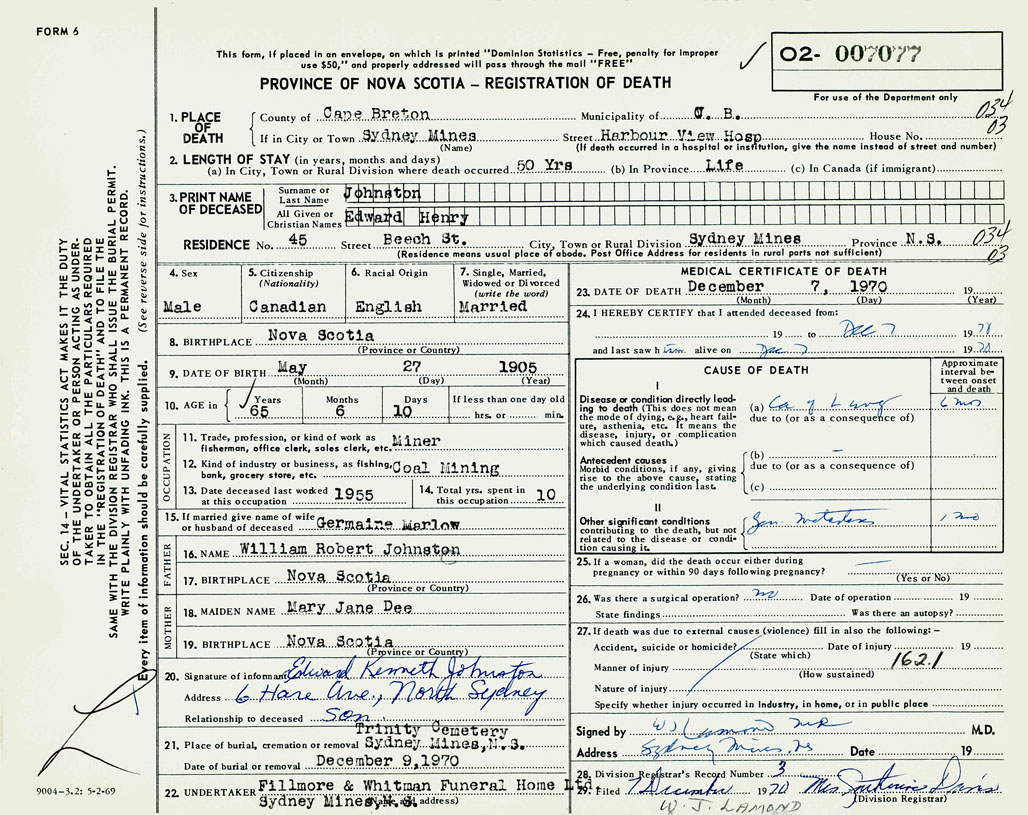 FORM 6
This form, if placed in an envelope, on which is printed "Dominion Statistics – Free, penalty for improper
use $50," and properly addressed will pass through the mail "FREE"
O2- 007077
For use of the Department only
PROVINCE OF NOVA SCOTIA – REGISTRATION OF DEATH
SEC. 14 – VITAL STATISTICS ACT MAKES IT THE DUTY
OF THE UNDERTAKER OR PERSON ACTING AS UNDER-
TAKER TO OBTAIN ALL THE PARTICULARS REQUIRED
IN THE "REGISTRATION OF DEATH" AND TO FILE THE
SAME WITH THE DIVISION REGISTRAR WHO SHALL ISSUE THE BURIAL PERMIT.
WRITE PLAINLY WITH UNFADING INK. THIS IS A PERMANENT RECORD.
Every item of information should be carefully supplied. (See reverse side for instructions.)
1. PLACE OF DEATH
County of Cape Breton Municipality of C. B. 034
If in City or Town Sydney Mines Street Harbour View Hosp House No. 03
(Name) (If death occurred in a hospital or institution, give the name instead of street and number)
2. LENGTH OF STAY (in years, months and days)
(a) In City, Town or Rural Division where death occurred 50 Yrs (b) In Province Life (c) In Canada (if immigrant)
3. PRINT NAME OF DECEASED
Surname or Last Name Johnston
All Given or Christian Names Edward Henry
RESIDENCE No. 45 Street Beech St. City, Town or Rural Division Sydney Mines Province N.S. 034
(Residence means usual place of abode. Post Office Address for residents in rural parts not sufficient) 03
4. Sex Male
5. Citizenship (Nationality) Canadian
6. Racial Origin English
7. Single, Married, Widowed or Divorced (write the word) Married
8. BIRTHPLACE Nova Scotia
(Province or Country)
9. DATE OF BIRTH May 27 1905
(Month) (Day) (Year)
10. AGE in Years Months Days If less than one day old
65 6 10 hrs. or min.
OCCUPATION
11. Trade, profession, or kind of work as Miner
fisherman, office clerk, sales clerk, etc.
12. Kind of industry or business, as fishing, Coal Mining
bank, grocery store, etc.
13. Date deceased last worked at this occupation 1955
14. Total yrs. spent in this occupation 10
15. If married give name of wife or husband of deceased Germaine Marlow
FATHER
16. NAME William Robert Johnston
17. BIRTHPLACE Nova Scotia
(Province or Country)
MOTHER
18. MAIDEN NAME Mary Jane Dee
19. BIRTHPLACE Nova Scotia
(Province or Country)
20. Signature of informant Edward Kenneth Johnston
Address 6 Hare Ave., North Sydney
Relationship to deceased Son
Trinity Cemetery
21. Place of burial, cremation or removal Sydney Mines, N.S.
Date of burial or removal December 9, 1970
22. UNDERTAKER Fillmore & Whitman Funeral Home Ltd.
Sydney Mines, N.S.
(Name and address)
9004-3.2: 5-2-69
MEDICAL CERTIFICATE OF DEATH
23. DATE OF DEATH December 7, 1970 19
(Month) (Day) (Year)
24. I HEREBY CERTIFY that I attended deceased from:
19 to Dec 7 19 70
and last saw him alive on Dec 7 19 70
CAUSE OF DEATH
Approximate interval between onset and death
I
Disease or condition directly lead-
ing to death (This does not mean
the mode of dying, e.g., heart fail-
ure, asthenia, etc. It means the
disease, injury, or complication
which caused death.)
(a) Ca of Lung 6 mos
due to (or as a consequence of)
Antecedent causes
Morbid conditions, if any, giving
rise to the above cause, stating
the underlying condition last.
(b) –
due to (or as a consequence of)
(c)
II
Other significant conditions
contributing to the death, but not
related to the disease or condi-
tion causing it.
Gen. 1 mo
25. If a woman, did the death occur either during
pregnancy or within 90 days following pregnancy? –
(Yes or No)
26. Was there a surgical operation? no Date of operation 19
State findings Was there an autopsy?
27. If death was due to external causes (violence) fill in also the following: –
Accident, suicide or homicide? Date of injury 19
(State which)
Manner of injury 162.1
(How sustained)
Nature of injury
Specify whether injury occurred in Industry, in home, or in public place
Signed by W J Lamond M.D.
Address Sydney Mines, NS Date 19
28. Division Registrar's Record Number 3
29. Filed 7 December 1970 Mrs. Davis
(Division Registrar)
W. J. LAMOND